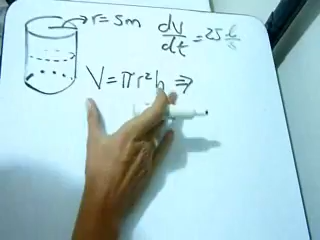 r= 5m
dV/dt = 25 l/s
V=πr²h ⇒